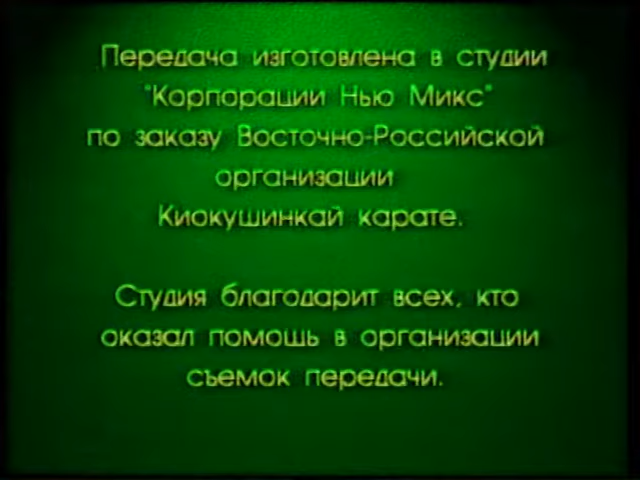 Передача изготовлена в студии
"Корпорации Нью Микс"
по заказу Восточно-Российской
организации
Киокушинкай карате.
Студия благодарит всех, кто
оказал помощь в организации
съемок передачи.